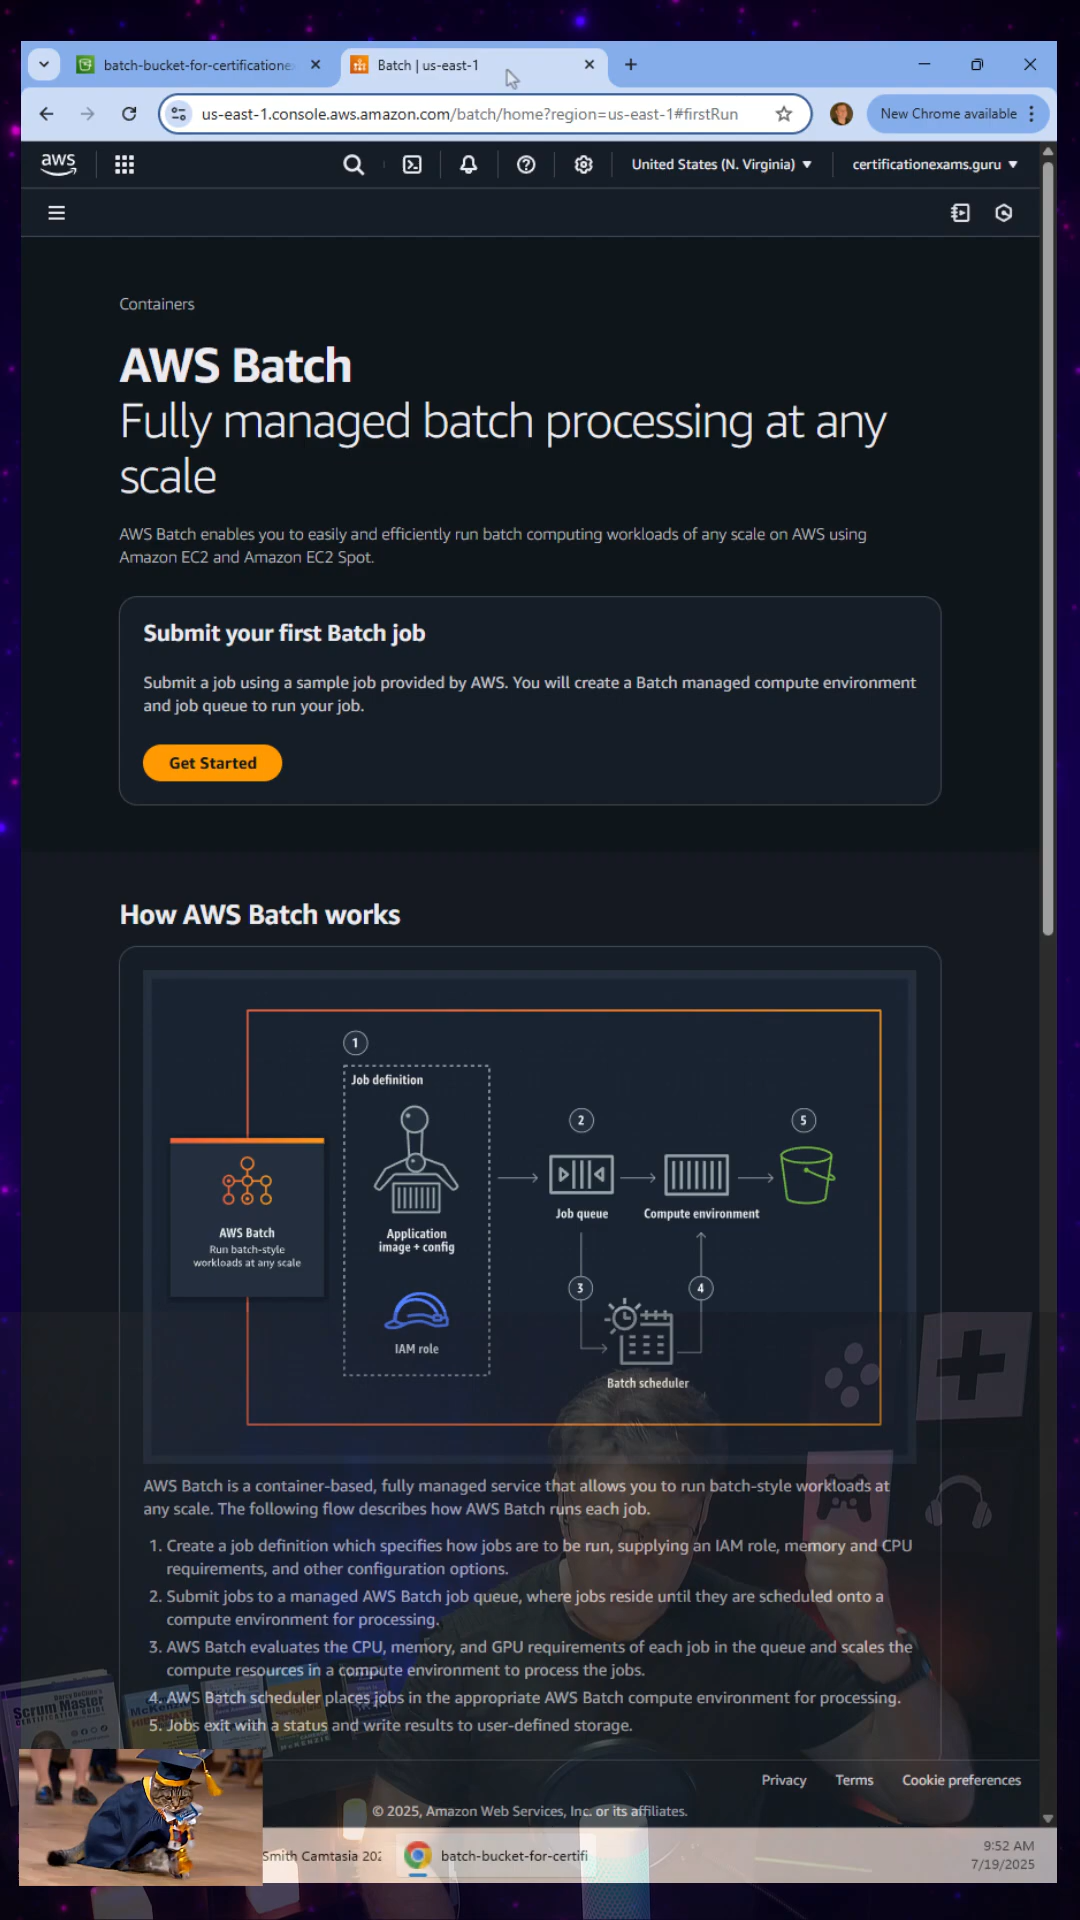 batch-bucket-for-certificatione
Batch | us-east-1
us-east-1.console.aws.amazon.com/batch/home?region=us-east-1#firstRun
New Chrome available
aws
United States (N. Virginia)
certificationexams.guru
Containers
AWS Batch
Fully managed batch processing at any
scale
AWS Batch enables you to easily and efficiently run batch computing workloads of any scale on AWS using
Amazon EC2 and Amazon EC2 Spot.
Submit your first Batch job
Submit a job using a sample job provided by AWS. You will create a Batch managed compute environment
and job queue to run your job.
Get Started
How AWS Batch works
1
Job definition
2
5
AWS Batch
Run batch-style
workloads at any scale
Application
image + config
Job queue
Compute environment
3
4
IAM role
Batch scheduler
AWS Batch is a container-based, fully managed service that allows you to run batch-style workloads at
any scale. The following flow describes how AWS Batch runs each job.
1. Create a job definition which specifies how jobs are to be run, supplying an IAM role, memory and CPU
requirements, and other configuration options.
2. Submit jobs to a managed AWS Batch job queue, where jobs reside until they are scheduled onto a
compute environment for processing.
3. AWS Batch evaluates the CPU, memory, and GPU requirements of each job in the queue and scales the
compute resources in a compute environment to process the jobs.
4. AWS Batch scheduler places jobs in the appropriate AWS Batch compute environment for processing.
5. Jobs exit with a status and write results to user-defined storage.
Scrum Master
CERTIFICATION GUIDE
McKenzie
HIBERNATE
McKENZIE
Privacy
Terms
Cookie preferences
© 2025, Amazon Web Services, Inc. or its affiliates.
Smith Camtasia 202
batch-bucket-for-certifi
9:52 AM
7/19/2025